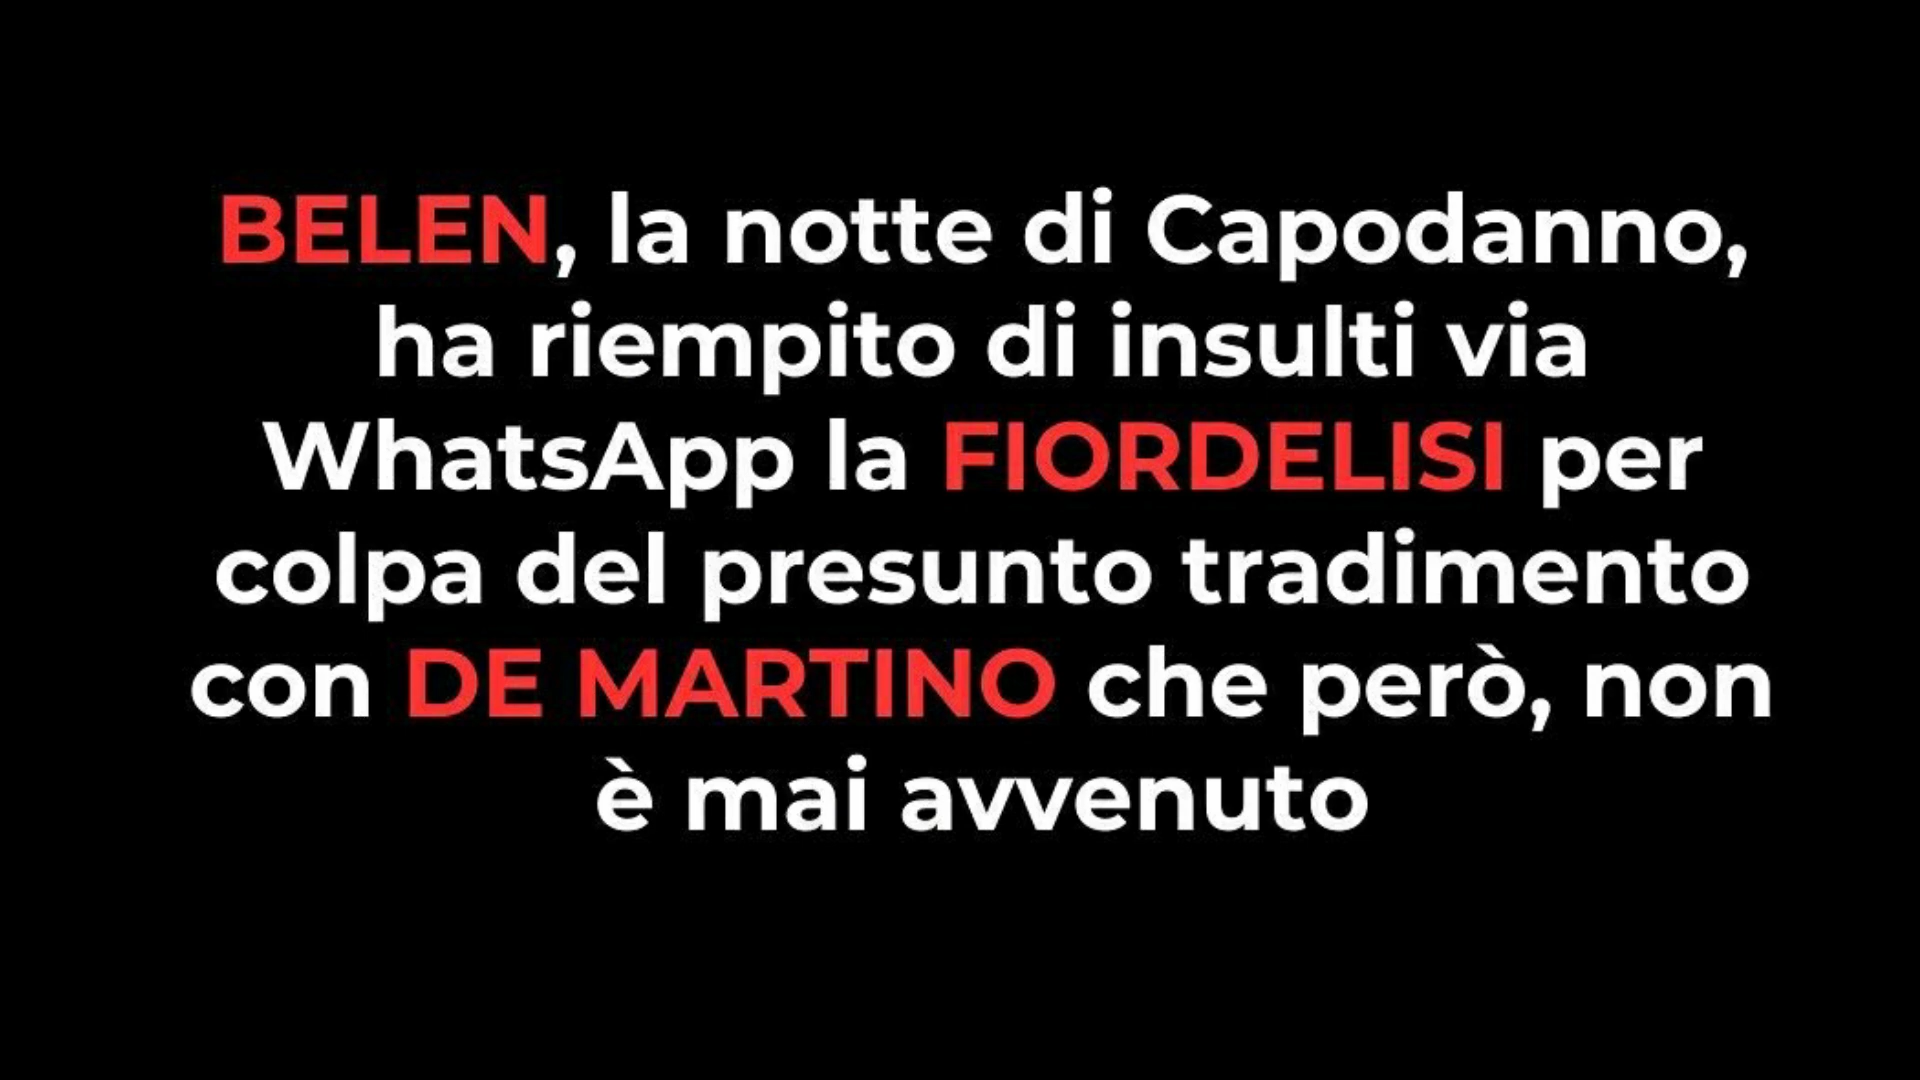 BELEN, la notte di Capodanno,
ha riempito di insulti via
WhatsApp la FIORDELISI per
colpa del presunto tradimento
con DE MARTINO che però, non
è mai avvenuto